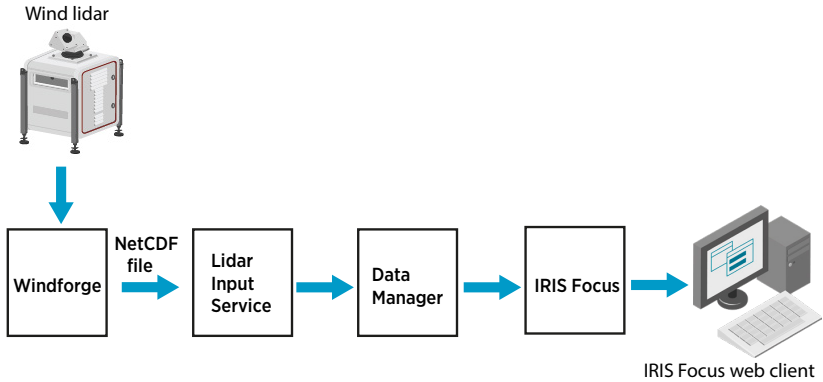 Wind lidar
Windforge
NetCDF
file
Lidar
Input
Service
Data
Manager
IRIS Focus
IRIS Focus web client